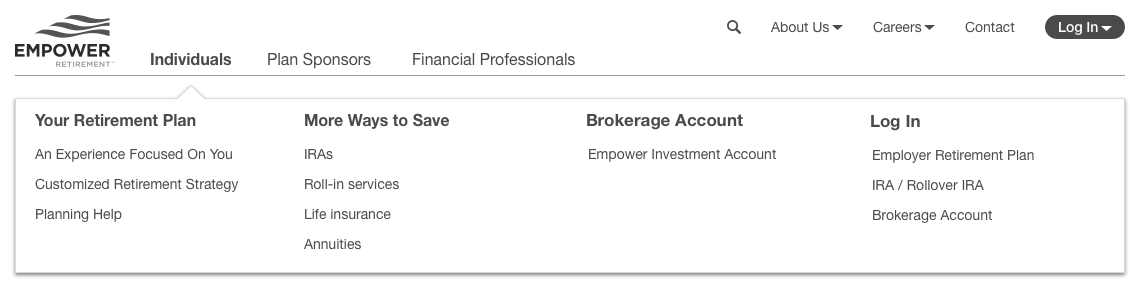 About Us
Careers
Contact
Log In
EMPOWER
RETIREMENT™
Individuals
Plan Sponsors
Financial Professionals
Your Retirement Plan
An Experience Focused On You
Customized Retirement Strategy
Planning Help
More Ways to Save
IRAs
Roll-in services
Life insurance
Annuities
Brokerage Account
Empower Investment Account
Log In
Employer Retirement Plan
IRA / Rollover IRA
Brokerage Account